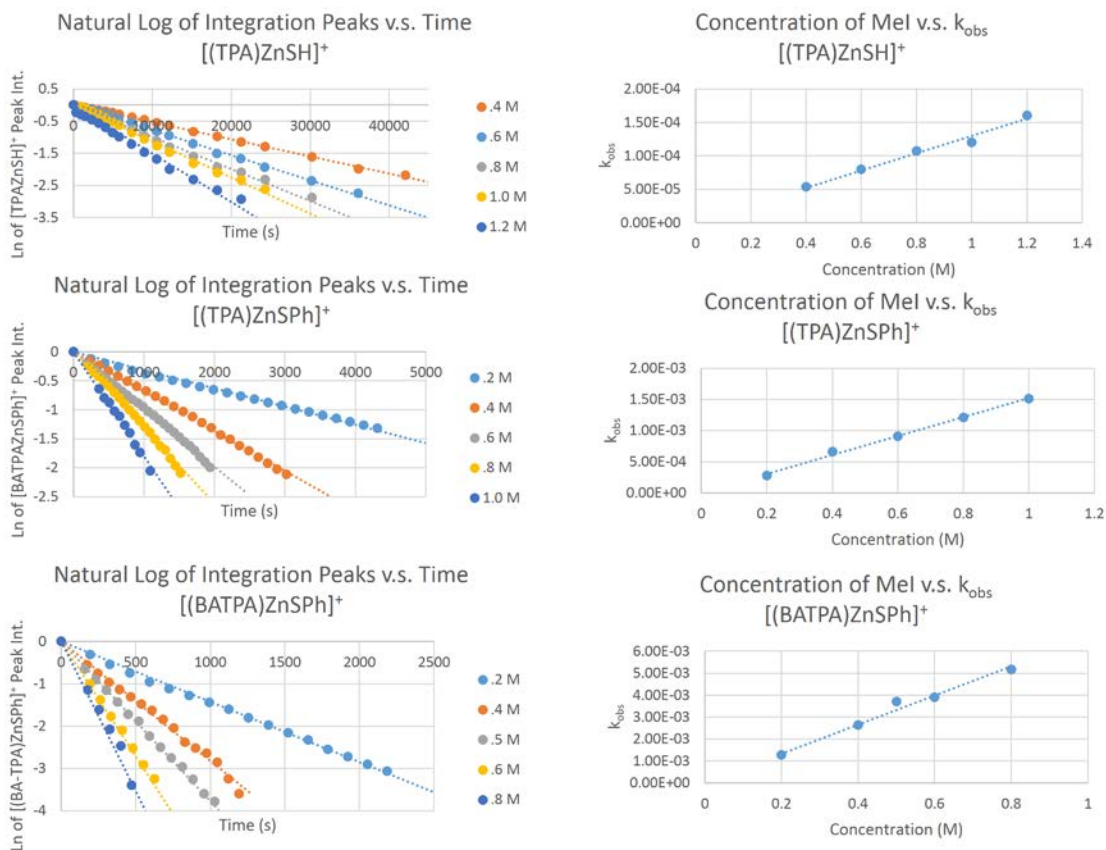 Natural Log of Integration Peaks v.s. Time
[(TPA)ZnSH]⁺
Ln of [TPAZnSH]⁺ Peak Int.
0.5
-0.5
-1.5
-2.5
-3.5
0
10000
20000
30000
40000
Time (s)
.4 M
.6 M
.8 M
1.0 M
1.2 M
Concentration of MeI v.s. kobs
[(TPA)ZnSH]⁺
kobs
2.00E-04
1.50E-04
1.00E-04
5.00E-05
0.00E+00
0 0.2 0.4 0.6 0.8 1 1.2 1.4
Concentration (M)
Natural Log of Integration Peaks v.s. Time
[(TPA)ZnSPh]⁺
Ln of [BATPAZnSPh]⁺ Peak Int.
0
-0.5
-1
-1.5
-2
-2.5
0 1000 2000 3000 4000 5000
Time (s)
.2 M
.4 M
.6 M
.8 M
1.0 M
Concentration of MeI v.s. kobs
[(TPA)ZnSPh]⁺
kobs
2.00E-03
1.50E-03
1.00E-03
5.00E-04
0.00E+00
0 0.2 0.4 0.6 0.8 1 1.2
Concentration (M)
Natural Log of Integration Peaks v.s. Time
[(BATPA)ZnSPh]⁺
Ln of [(BA-TPA)ZnSPh]⁺ Peak Int.
0
-1
-2
-3
-4
0 500 1000 1500 2000 2500
Time (s)
.2 M
.4 M
.5 M
.6 M
.8 M
Concentration of MeI v.s. kobs
[(BATPA)ZnSPh]⁺
kobs
6.00E-03
5.00E-03
4.00E-03
3.00E-03
2.00E-03
1.00E-03
0.00E+00
0 0.2 0.4 0.6 0.8 1
Concentration (M)